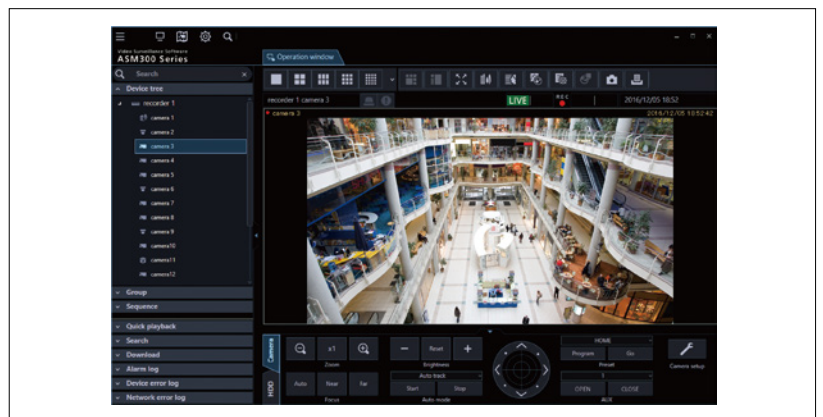 Video Surveillance Software
ASM300 Series
Operation window
Search
Device tree
recorder 1
camera 1
camera 2
camera 3
camera 4
camera 5
camera 6
camera 7
camera 8
camera 9
camera10
camera11
camera12
Group
Sequence
Quick playback
Search
Download
Alarm log
Device error log
Network error log
recorder 1 camera 3
LIVE
REC
2016/12/05 18:52
camera 3
2016/12/05 18:52:42
Camera
HDD
x1
Zoom
Auto
Near
Far
Focus
Reset
Brightness
Auto track
Start
Stop
Auto mode
HOME
Program
Go
Preset
1
OPEN
CLOSE
AUX
Camera setup